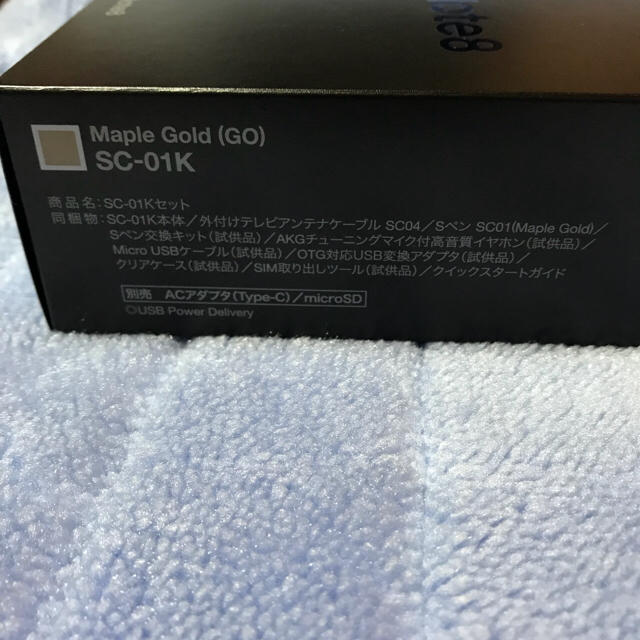 Note8
Maple Gold (GO)
SC-01K
商品名:SC-01Kセット
同梱物:SC-01K本体/外付けテレビアンテナケーブル SC04/Sペン SC01(Maple Gold)/
Sペン交換キット(試供品)/AKGチューニングマイク付高音質イヤホン(試供品)/
Micro USBケーブル(試供品)/OTG対応USB変換アダプタ(試供品)/
クリアケース(試供品)/SIM取り出しツール(試供品)/クイックスタートガイド
別売 ACアダプタ(Type-C)/microSD
◎USB Power Delivery